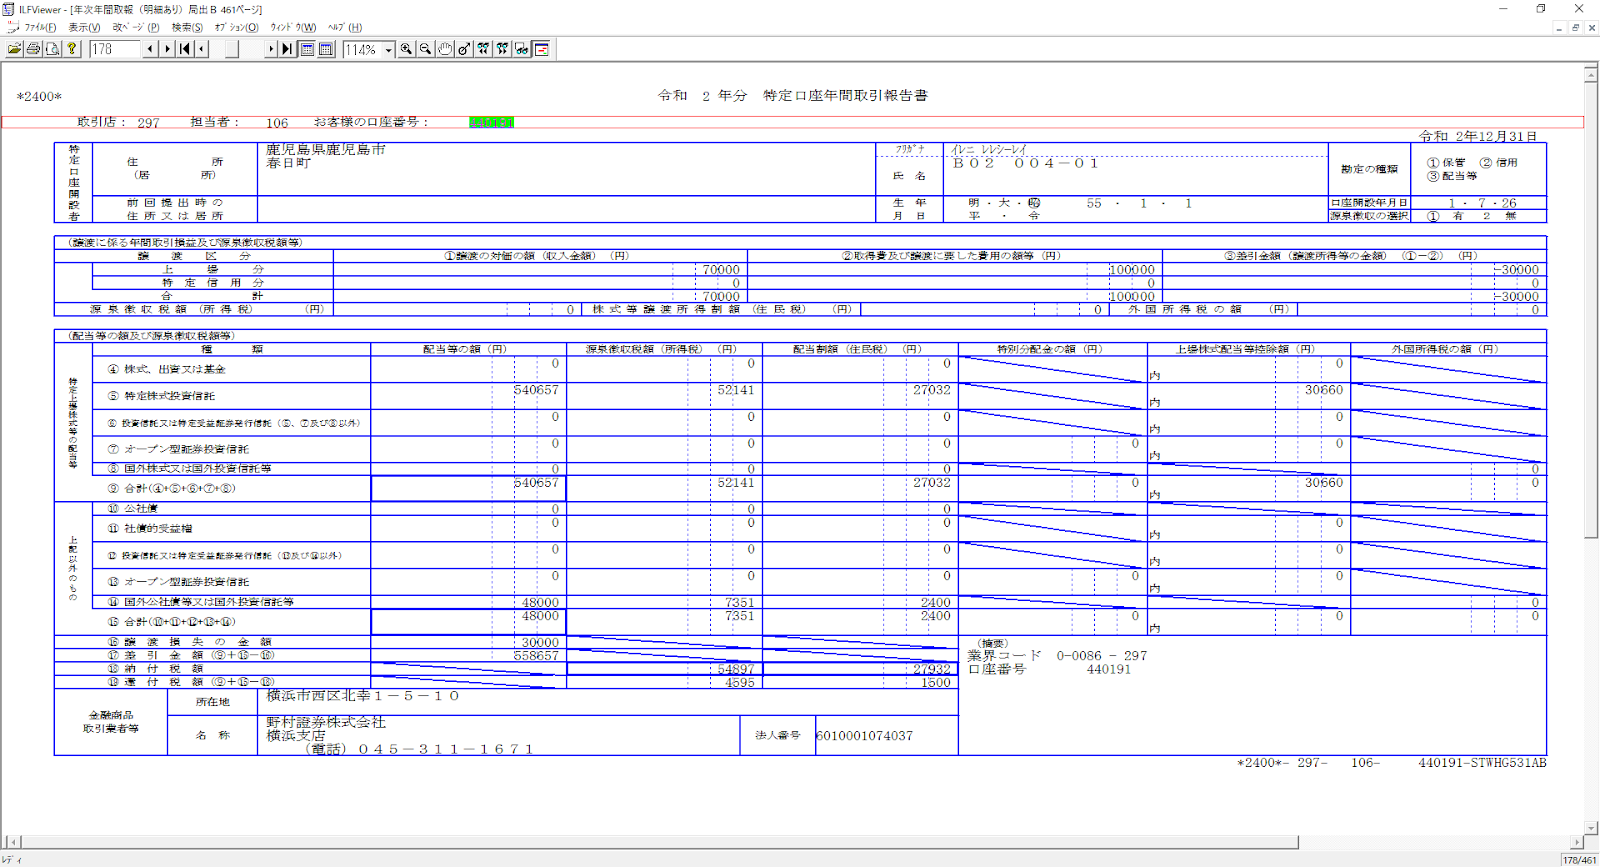 ILFViewer - [年次年間取報（明細あり）局出Ｂ 461ページ]
ファイル(F) 表示(V) 改ページ(P) 検索(S) オプション(O) ウィンドウ(W) ヘルプ(H)
178 114%
*2400* 令和 2 年分 特定口座年間取引報告書
取引店： 297 担当者： 106 お客様の口座番号：
令和 2年12月31日
特定口座開設者
住 所
(居 所)
鹿児島県鹿児島市
春日町
フリガナ イレニ レレシーレイ
氏 名 Ｂ０２ ００４－０１
勘定の種類 ① 保管 ② 信用
③ 配当等
前 回 提 出 時 の
住 所 又 は 居 所
生 年
月 日
明・大・昭 55 ・ 1 ・ 1
平 ・ 令
口座開設年月日 1・ 7・26
源泉徴収の選択 ① 有 2 無
(譲渡に係る年間取引損益及び源泉徴収税額等)
譲 渡 区 分 ①譲渡の対価の額（収入金額）（円） ②取得費及び譲渡に要した費用の額等（円） ③差引金額（譲渡所得等の金額）（①－②）（円）
上 場 分 70000 100000 -30000
特 定 信 用 分 0 0 0
合 計 70000 100000 -30000
源 泉 徴 収 税 額 （所 得 税） （円） 0 株 式 等 譲 渡 所 得 割 額 （住 民 税） （円） 0 外 国 所 得 税 の 額 （円） 0
(配当等の額及び源泉徴収税額等)
種 類 配当等の額（円） 源泉徴収税額（所得税）（円） 配当割額（住民税）（円） 特別分配金の額（円） 上場株式配当等控除額（円） 外国所得税の額（円）
特定上場株式等の配当等
④ 株式、出資又は基金 0 0 0 内 0
⑤ 特定株式投資信託 540657 52141 27032 内 30660
⑥ 投資信託又は特定受益証券発行信託（⑤、⑦及び⑧以外） 0 0 0 内 0
⑦ オープン型証券投資信託 0 0 0 0 内 0
⑧ 国外株式又は国外投資信託等 0 0 0 0
⑨ 合計(④+⑤+⑥+⑦+⑧) 540657 52141 27032 0 内 30660 0
上記以外のもの
⑩ 公社債 0 0 0
⑪ 社債的受益権 0 0 0 内 0
⑫ 投資信託又は特定受益証券発行信託（⑬及び⑭以外） 0 0 0 内 0
⑬ オープン型証券投資信託 0 0 0 0 内 0
⑭ 国外公社債等又は国外投資信託等 48000 7351 2400 0
⑮ 合計(⑩+⑪+⑫+⑬+⑭) 48000 7351 2400 0 内 0 0
⑯ 譲 渡 損 失 の 金 額 30000
⑰ 差 引 金 額 (⑨＋⑮－⑯) 558657
⑱ 納 付 税 額 54897 27932
⑲ 還 付 税 額 (⑨＋⑮－⑱) 4595 1500
(摘要)
業界コード 0-0086 - 297
口座番号 440191
金融商品
取引業者等
所在地 横浜市西区北幸１－５－１０
名 称 野村證券株式会社
横浜支店
（電話）０４５－３１１－１６７１
法人番号 6010001074037
*2400*- 297- 106- 440191-STWHG531AB
レディ 178/461